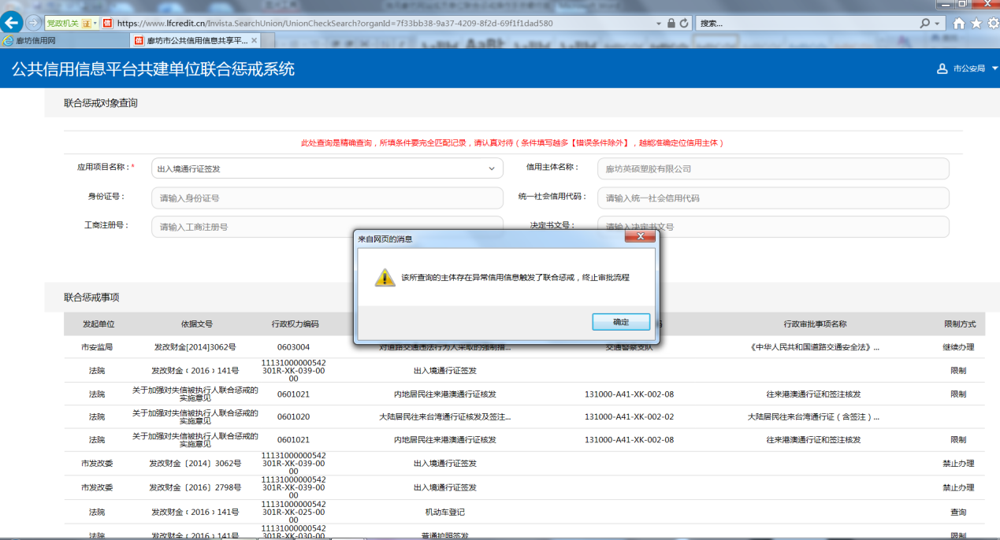 党政机关 证
https://www.lfcredit.cn/Invista.SearchUnion/UnionCheckSearch?organId=7f33bb38-9a37-4209-8f2d-69f1f1dad580
搜索...
廊坊信用网
廊坊市公共信用信息共享平...
公共信用信息平台共建单位联合惩戒系统
市公安局
联合惩戒对象查询
此处查询是精确查询，所填条件要完全匹配记录，请认真对待（条件填写越多【错误条件除外】，越能准确定位信用主体）
应用项目名称：* 出入境通行证签发 信用主体名称： 廊坊英硕塑胶有限公司
身份证号： 请输入身份证号 统一社会信用代码： 请输入统一社会信用代码
工商注册号： 请输入工商注册号 决定书文号： 请输入决定书文号
来自网页的消息
该所查询的主体存在异常信用信息触发了联合惩戒，终止审批流程
确定
联合惩戒事项
发起单位 依据文号 行政权力编码 行政审批事项名称 限制方式
市安监局 发改财金[2014]3062号 0603004 对道路交通违法行为人采取的强制措... 交通警察支队 《中华人民共和国道路交通安全法》... 继续办理
法院 发改财金﹝2016﹞141号 11131000000542301R-XK-039-0000 出入境通行证签发 限制
法院 关于加强对失信被执行人联合惩戒的实施意见 0601021 内地居民往来港澳通行证核发 131000-A41-XK-002-08 往来港澳通行证和签注核发 限制
法院 关于加强对失信被执行人联合惩戒的实施意见 0601020 大陆居民往来台湾通行证核发及签注... 131000-A41-XK-002-02 大陆居民往来台湾通行证（含签注）...
法院 关于加强对失信被执行人联合惩戒的实施意见 0601021 内地居民往来港澳通行证核发 131000-A41-XK-002-08 往来港澳通行证和签注核发 限制
市发改委 发改财金〔2014〕3062号 11131000000542301R-XK-039-0000 出入境通行证签发 禁止办理
市发改委 发改财金〔2016〕2798号 11131000000542301R-XK-039-0000 出入境通行证签发 禁止办理
法院 发改财金﹝2016﹞141号 11131000000542301R-XK-025-0000 机动车登记 查询
法院 发改财金﹝2016﹞141号 11131000000542301R-XK-030-00 普通护照签发 限制